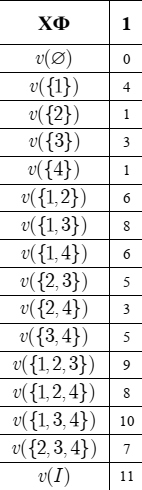 ХФ 1
v(∅) 0
v({1}) 4
v({2}) 1
v({3}) 3
v({4}) 1
v({1,2}) 6
v({1,3}) 8
v({1,4}) 6
v({2,3}) 5
v({2,4}) 3
v({3,4}) 5
v({1,2,3}) 9
v({1,2,4}) 8
v({1,3,4}) 10
v({2,3,4}) 7
v(I) 11